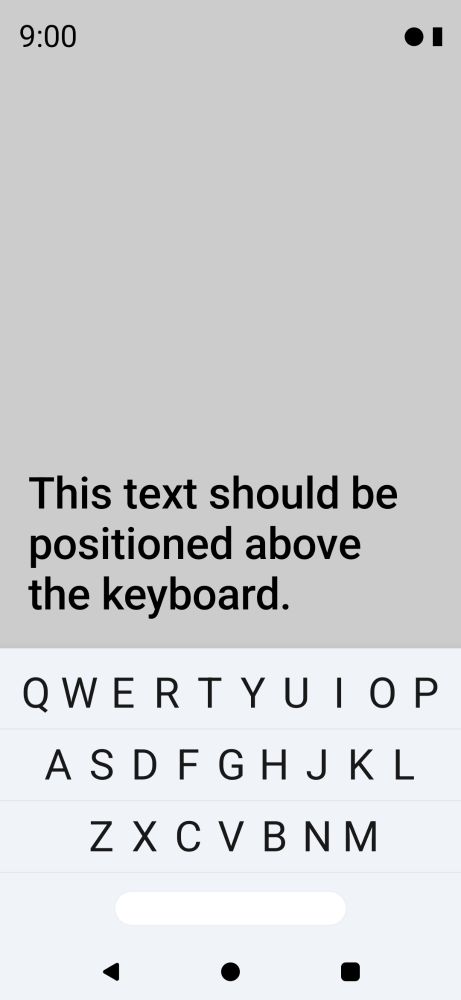 9:00
This text should be
positioned above
the keyboard.
Q W E R T Y U I O P
A S D F G H J K L
Z X C V B N M